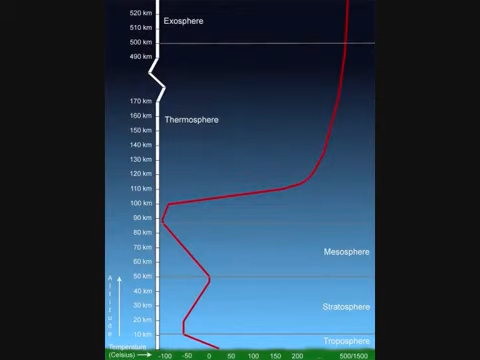 520 km
Exosphere
510 km
500 km
490 km
170 km
160 km
Thermosphere
150 km
140 km
130 km
120 km
110 km
100 km
90 km
80 km
70 km
Mesosphere
60 km
50 km
40 km
Stratosphere
30 km
20 km
10 km
Troposphere
Altitude
Temperature
(Celsius)
-100 -50 0 50 100 200 500/1500